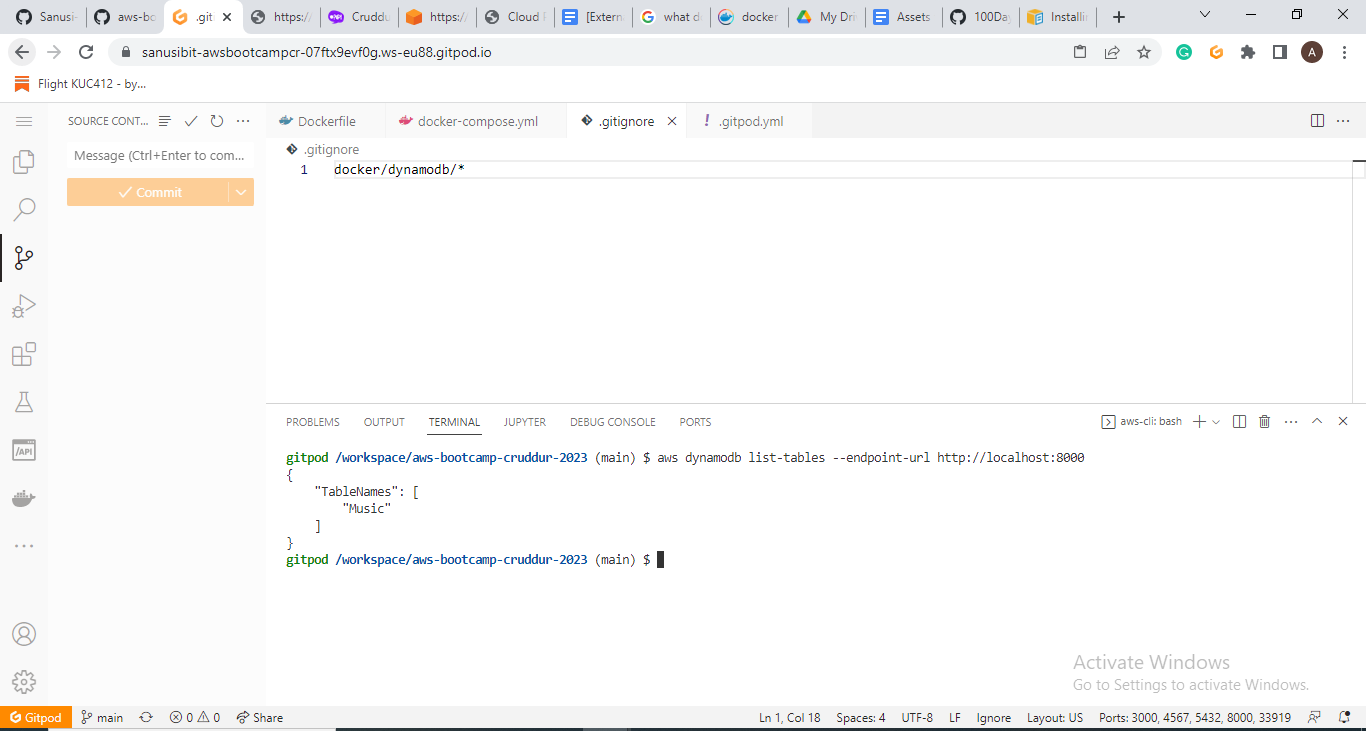 Sanusi-
aws-bo
.git
https:/
Cruddu
https:/
Cloud
[Extern
what d
docker
My Dri
Assets
100Da
Installi
sanusibit-awsbootcampcr-07ftx9evf0g.ws-eu88.gitpod.io
A
Flight KUC412 - by...
SOURCE CONT...
Dockerfile
docker-compose.yml
.gitignore
! .gitpod.yml
Message (Ctrl+Enter to com...
.gitignore
1 docker/dynamodb/*
Commit
/API
PROBLEMS OUTPUT TERMINAL JUPYTER DEBUG CONSOLE PORTS
aws-cli: bash
gitpod /workspace/aws-bootcamp-cruddur-2023 (main) $ aws dynamodb list-tables --endpoint-url http://localhost:8000
{
"TableNames": [
"Music"
]
}
gitpod /workspace/aws-bootcamp-cruddur-2023 (main) $
Activate Windows
Go to Settings to activate Windows.
Gitpod main 0 0 Share
Ln 1, Col 18 Spaces: 4 UTF-8 LF Ignore Layout: US Ports: 3000, 4567, 5432, 8000, 33919